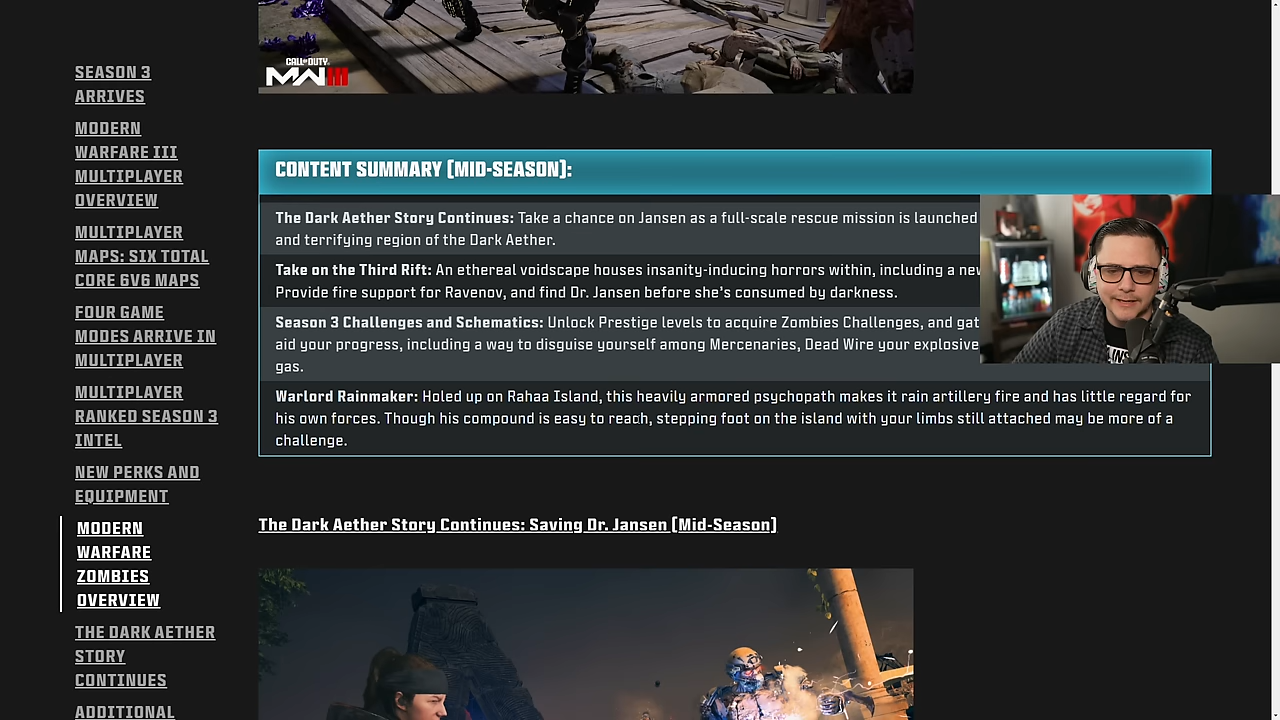 SEASON 3
ARRIVES
MODERN
WARFARE III
MULTIPLAYER
OVERVIEW
MULTIPLAYER
MAPS: SIX TOTAL
CORE 6V6 MAPS
FOUR GAME
MODES ARRIVE IN
MULTIPLAYER
MULTIPLAYER
RANKED SEASON 3
INTEL
NEW PERKS AND
EQUIPMENT
MODERN
WARFARE
ZOMBIES
OVERVIEW
THE DARK AETHER
STORY
CONTINUES
ADDITIONAL
CALL OF DUTY
MWIII
CONTENT SUMMARY (MID-SEASON):
The Dark Aether Story Continues: Take a chance on Jansen as a full-scale rescue mission is launched
and terrifying region of the Dark Aether.
Take on the Third Rift: An ethereal voidscape houses insanity-inducing horrors within, including a new
Provide fire support for Ravenov, and find Dr. Jansen before she's consumed by darkness.
Season 3 Challenges and Schematics: Unlock Prestige levels to acquire Zombies Challenges, and gat
aid your progress, including a way to disguise yourself among Mercenaries, Dead Wire your explosive
gas.
Warlord Rainmaker: Holed up on Rahaa Island, this heavily armored psychopath makes it rain artillery fire and has little regard for
his own forces. Though his compound is easy to reach, stepping foot on the island with your limbs still attached may be more of a
challenge.
The Dark Aether Story Continues: Saving Dr. Jansen (Mid-Season)